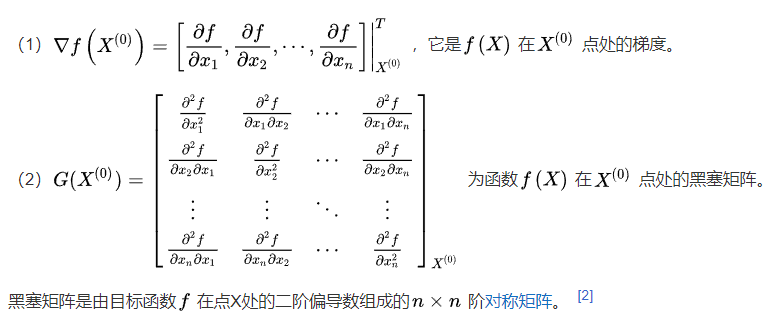 (1) $\nabla f\left(X^{(0)}\right)=\left[\frac{\partial f}{\partial x_1},\frac{\partial f}{\partial x_2},\cdots,\frac{\partial f}{\partial x_n}\right]\Big|_{X^{(0)}}^{T}$ ，它是 $f(X)$ 在 $X^{(0)}$ 点处的梯度。
(2) $G(X^{(0)})=\begin{bmatrix}\frac{\partial^2 f}{\partial x_1^2} & \frac{\partial^2 f}{\partial x_1\partial x_2} & \cdots & \frac{\partial^2 f}{\partial x_1\partial x_n}\\ \frac{\partial^2 f}{\partial x_2\partial x_1} & \frac{\partial^2 f}{\partial x_2^2} & \cdots & \frac{\partial^2 f}{\partial x_2\partial x_n}\\ \vdots & \vdots & \ddots & \vdots\\ \frac{\partial^2 f}{\partial x_n\partial x_1} & \frac{\partial^2 f}{\partial x_n\partial x_2} & \cdots & \frac{\partial^2 f}{\partial x_n^2}\end{bmatrix}_{X^{(0)}}$ 为函数 $f(X)$ 在 $X^{(0)}$ 点处的黑塞矩阵。
黑塞矩阵是由目标函数 $f$ 在点X处的二阶偏导数组成的 $n\times n$ 阶对称矩阵。 [2]